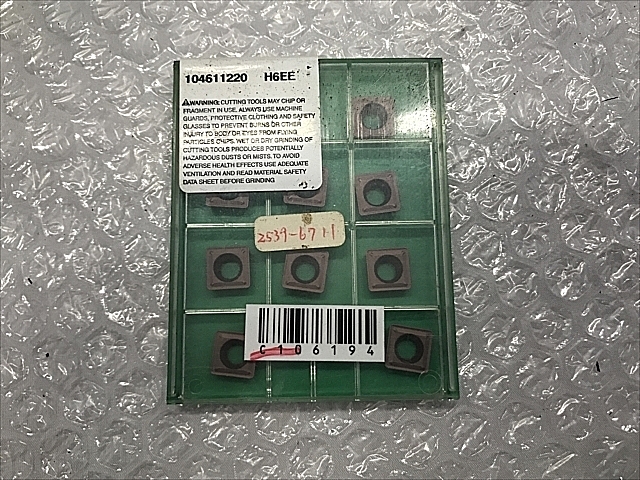 104611220 H6EE
⚠WARNING: CUTTING TOOLS MAY CHIP OR
FRAGMENT IN USE. ALWAYS USE MACHINE
GUARDS, PROTECTIVE CLOTHING AND SAFETY
GLASSES TO PREVENT BURNS OR OTHER
INJURY TO BODY OR EYES FROM FLYING
PARTICLES CHIPS. WET OR DRY GRINDING OF
CUTTING TOOLS PRODUCES POTENTIALLY
HAZARDOUS DUSTS OR MISTS. TO AVOID
ADVERSE HEALTH EFFECTS USE ADEQUATE
VENTILATION AND READ MATERIAL SAFETY
DATA SHEET BEFORE GRINDING
2539-6711
C106194